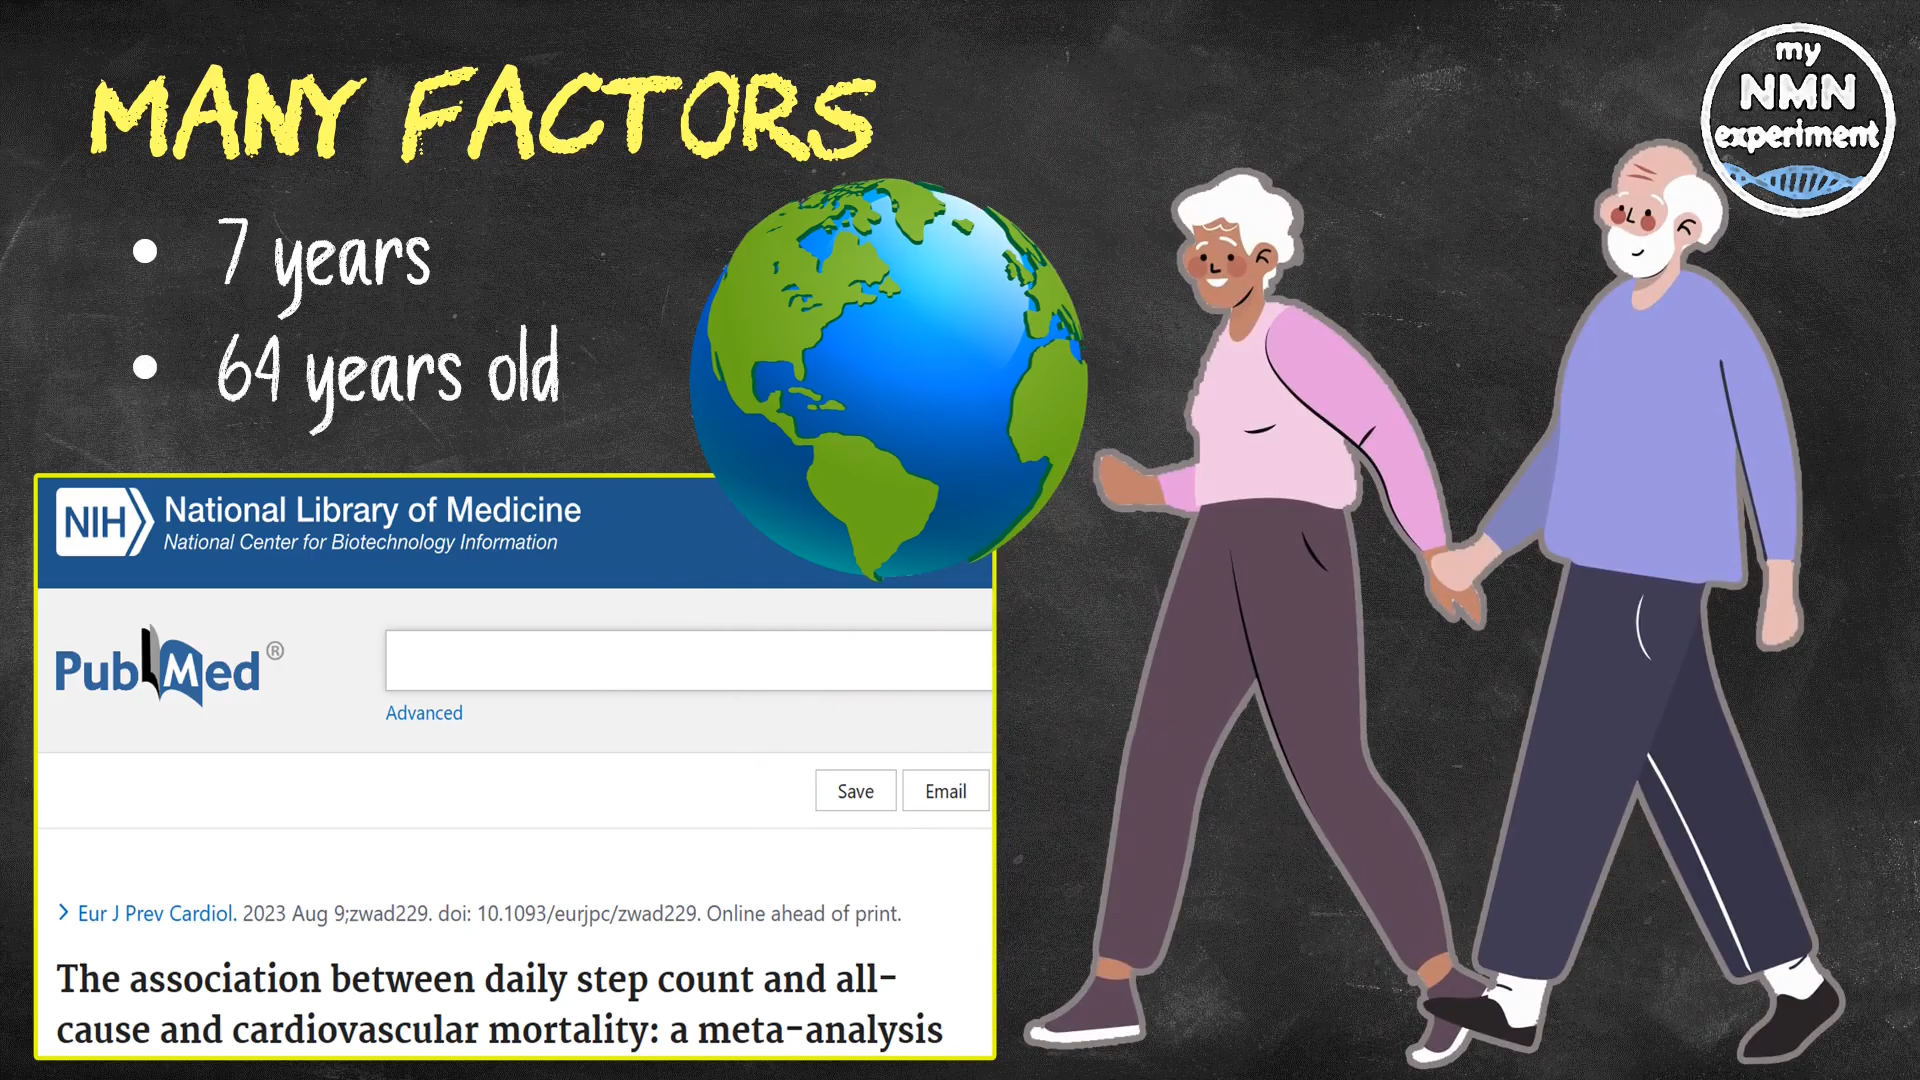 MANY FACTORS
my
NMN
experiment
• 7 years
• 64 years old
NIH
National Library of Medicine
National Center for Biotechnology Information
PubMed®
Advanced
Save
Email
Eur J Prev Cardiol. 2023 Aug 9;zwad229. doi: 10.1093/eurjpc/zwad229. Online ahead of print.
The association between daily step count and all-
cause and cardiovascular mortality: a meta-analysis